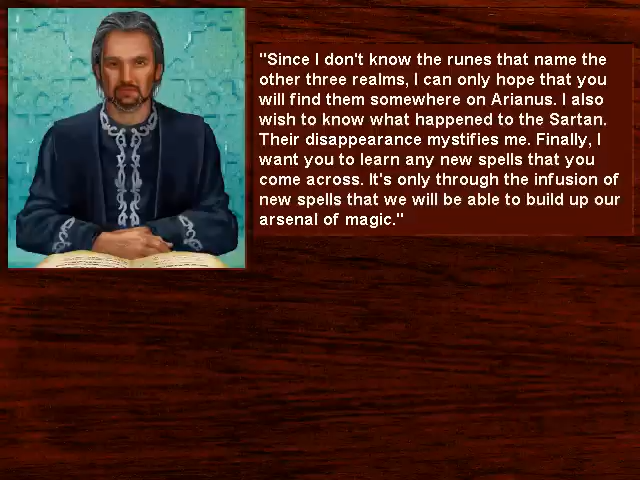 "Since I don't know the runes that name the
other three realms, I can only hope that you
will find them somewhere on Arianus. I also
wish to know what happened to the Sartan.
Their disappearance mystifies me. Finally, I
want you to learn any new spells that you
come across. It's only through the infusion of
new spells that we will be able to build up our
arsenal of magic."